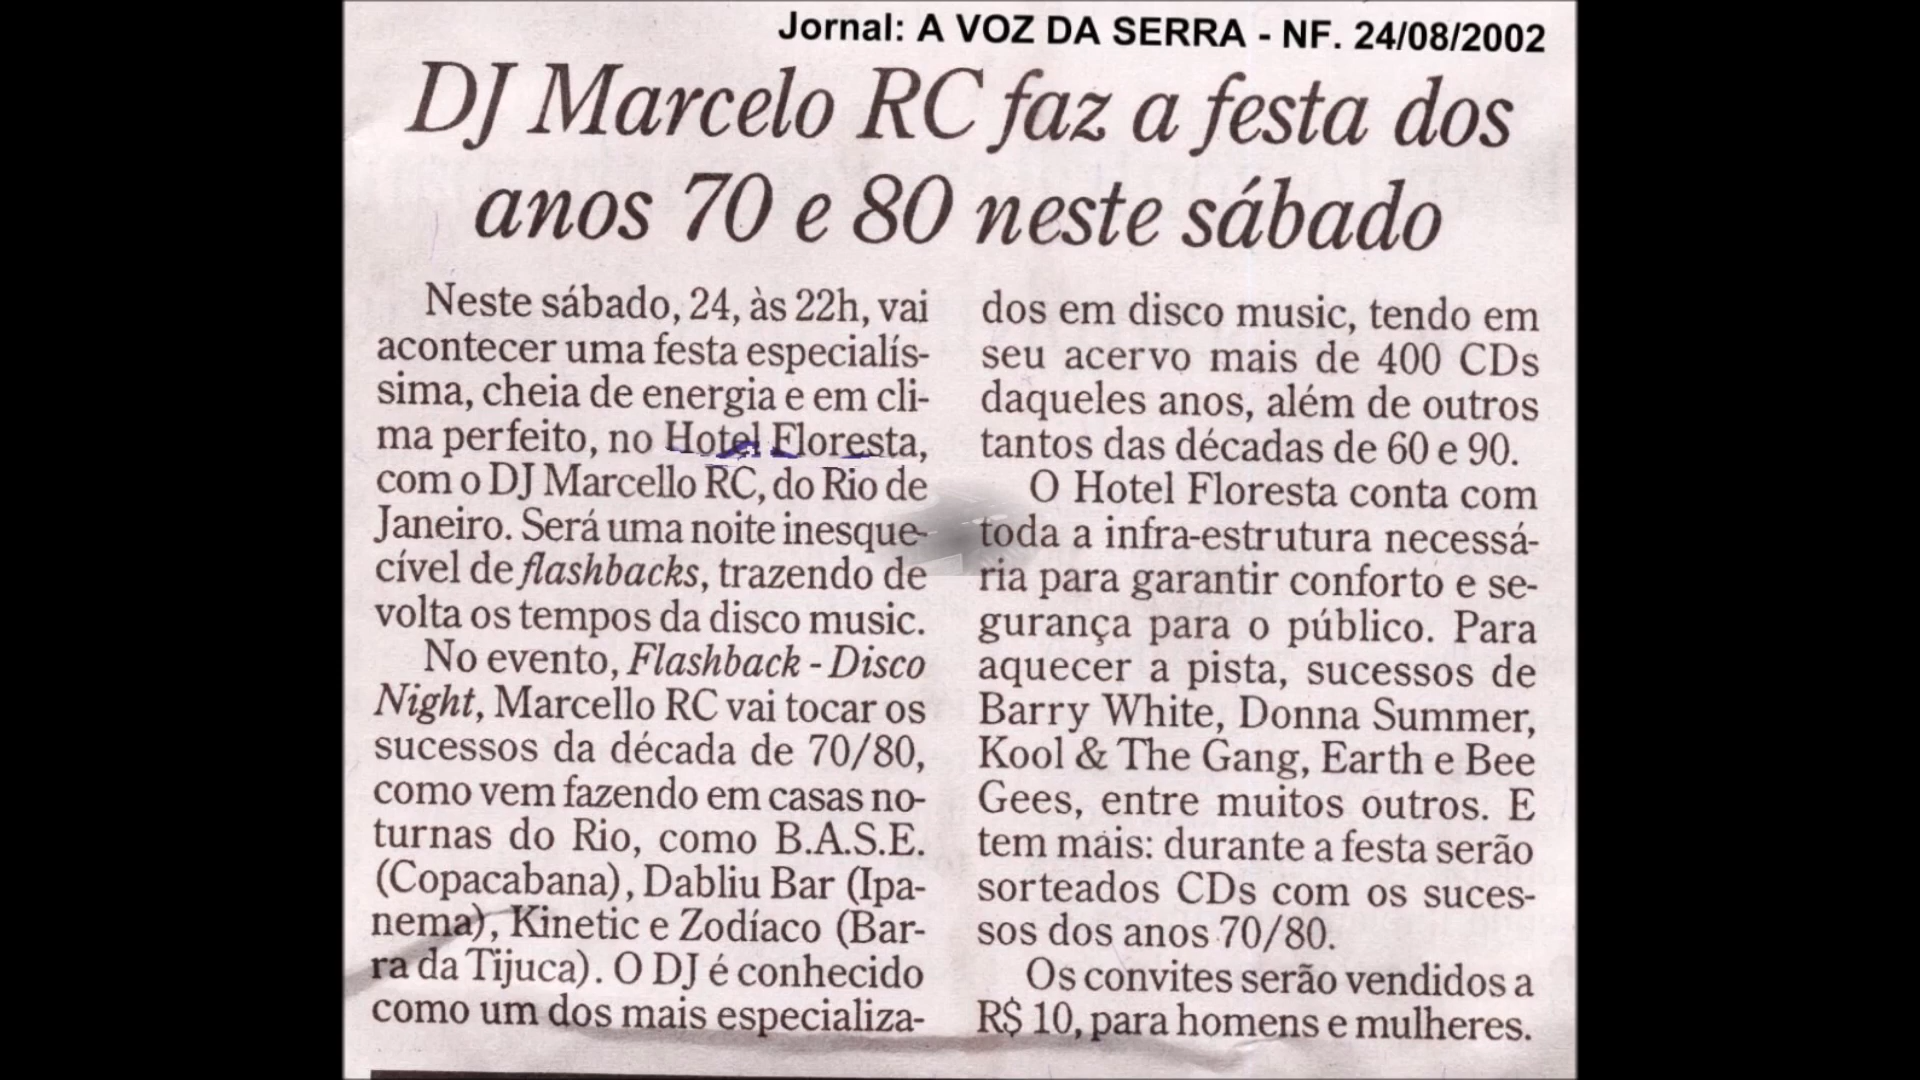 Jornal: A VOZ DA SERRA - NF. 24/08/2002
DJ Marcelo RC faz a festa dos
anos 70 e 80 neste sábado
Neste sábado, 24, às 22h, vai
acontecer uma festa especialís-
sima, cheia de energia e em cli-
ma perfeito, no Hotel Floresta,
com o DJ Marcello RC, do Rio de
Janeiro. Será uma noite inesque-
cível de flashbacks, trazendo de
volta os tempos da disco music.
No evento, Flashback - Disco
Night, Marcello RC vai tocar os
sucessos da década de 70/80,
como vem fazendo em casas no-
turnas do Rio, como B.A.S.E.
(Copacabana), Dabliu Bar (Ipa-
nema), Kinetic e Zodíaco (Bar-
ra da Tijuca). O DJ é conhecido
como um dos mais especializa-
dos em disco music, tendo em
seu acervo mais de 400 CDs
daqueles anos, além de outros
tantos das décadas de 60 e 90.
O Hotel Floresta conta com
toda a infra-estrutura necessá-
ria para garantir conforto e se-
gurança para o público. Para
aquecer a pista, sucessos de
Barry White, Donna Summer,
Kool & The Gang, Earth e Bee
Gees, entre muitos outros. E
tem mais: durante a festa serão
sorteados CDs com os suces-
sos dos anos 70/80.
Os convites serão vendidos a
R$ 10, para homens e mulheres.